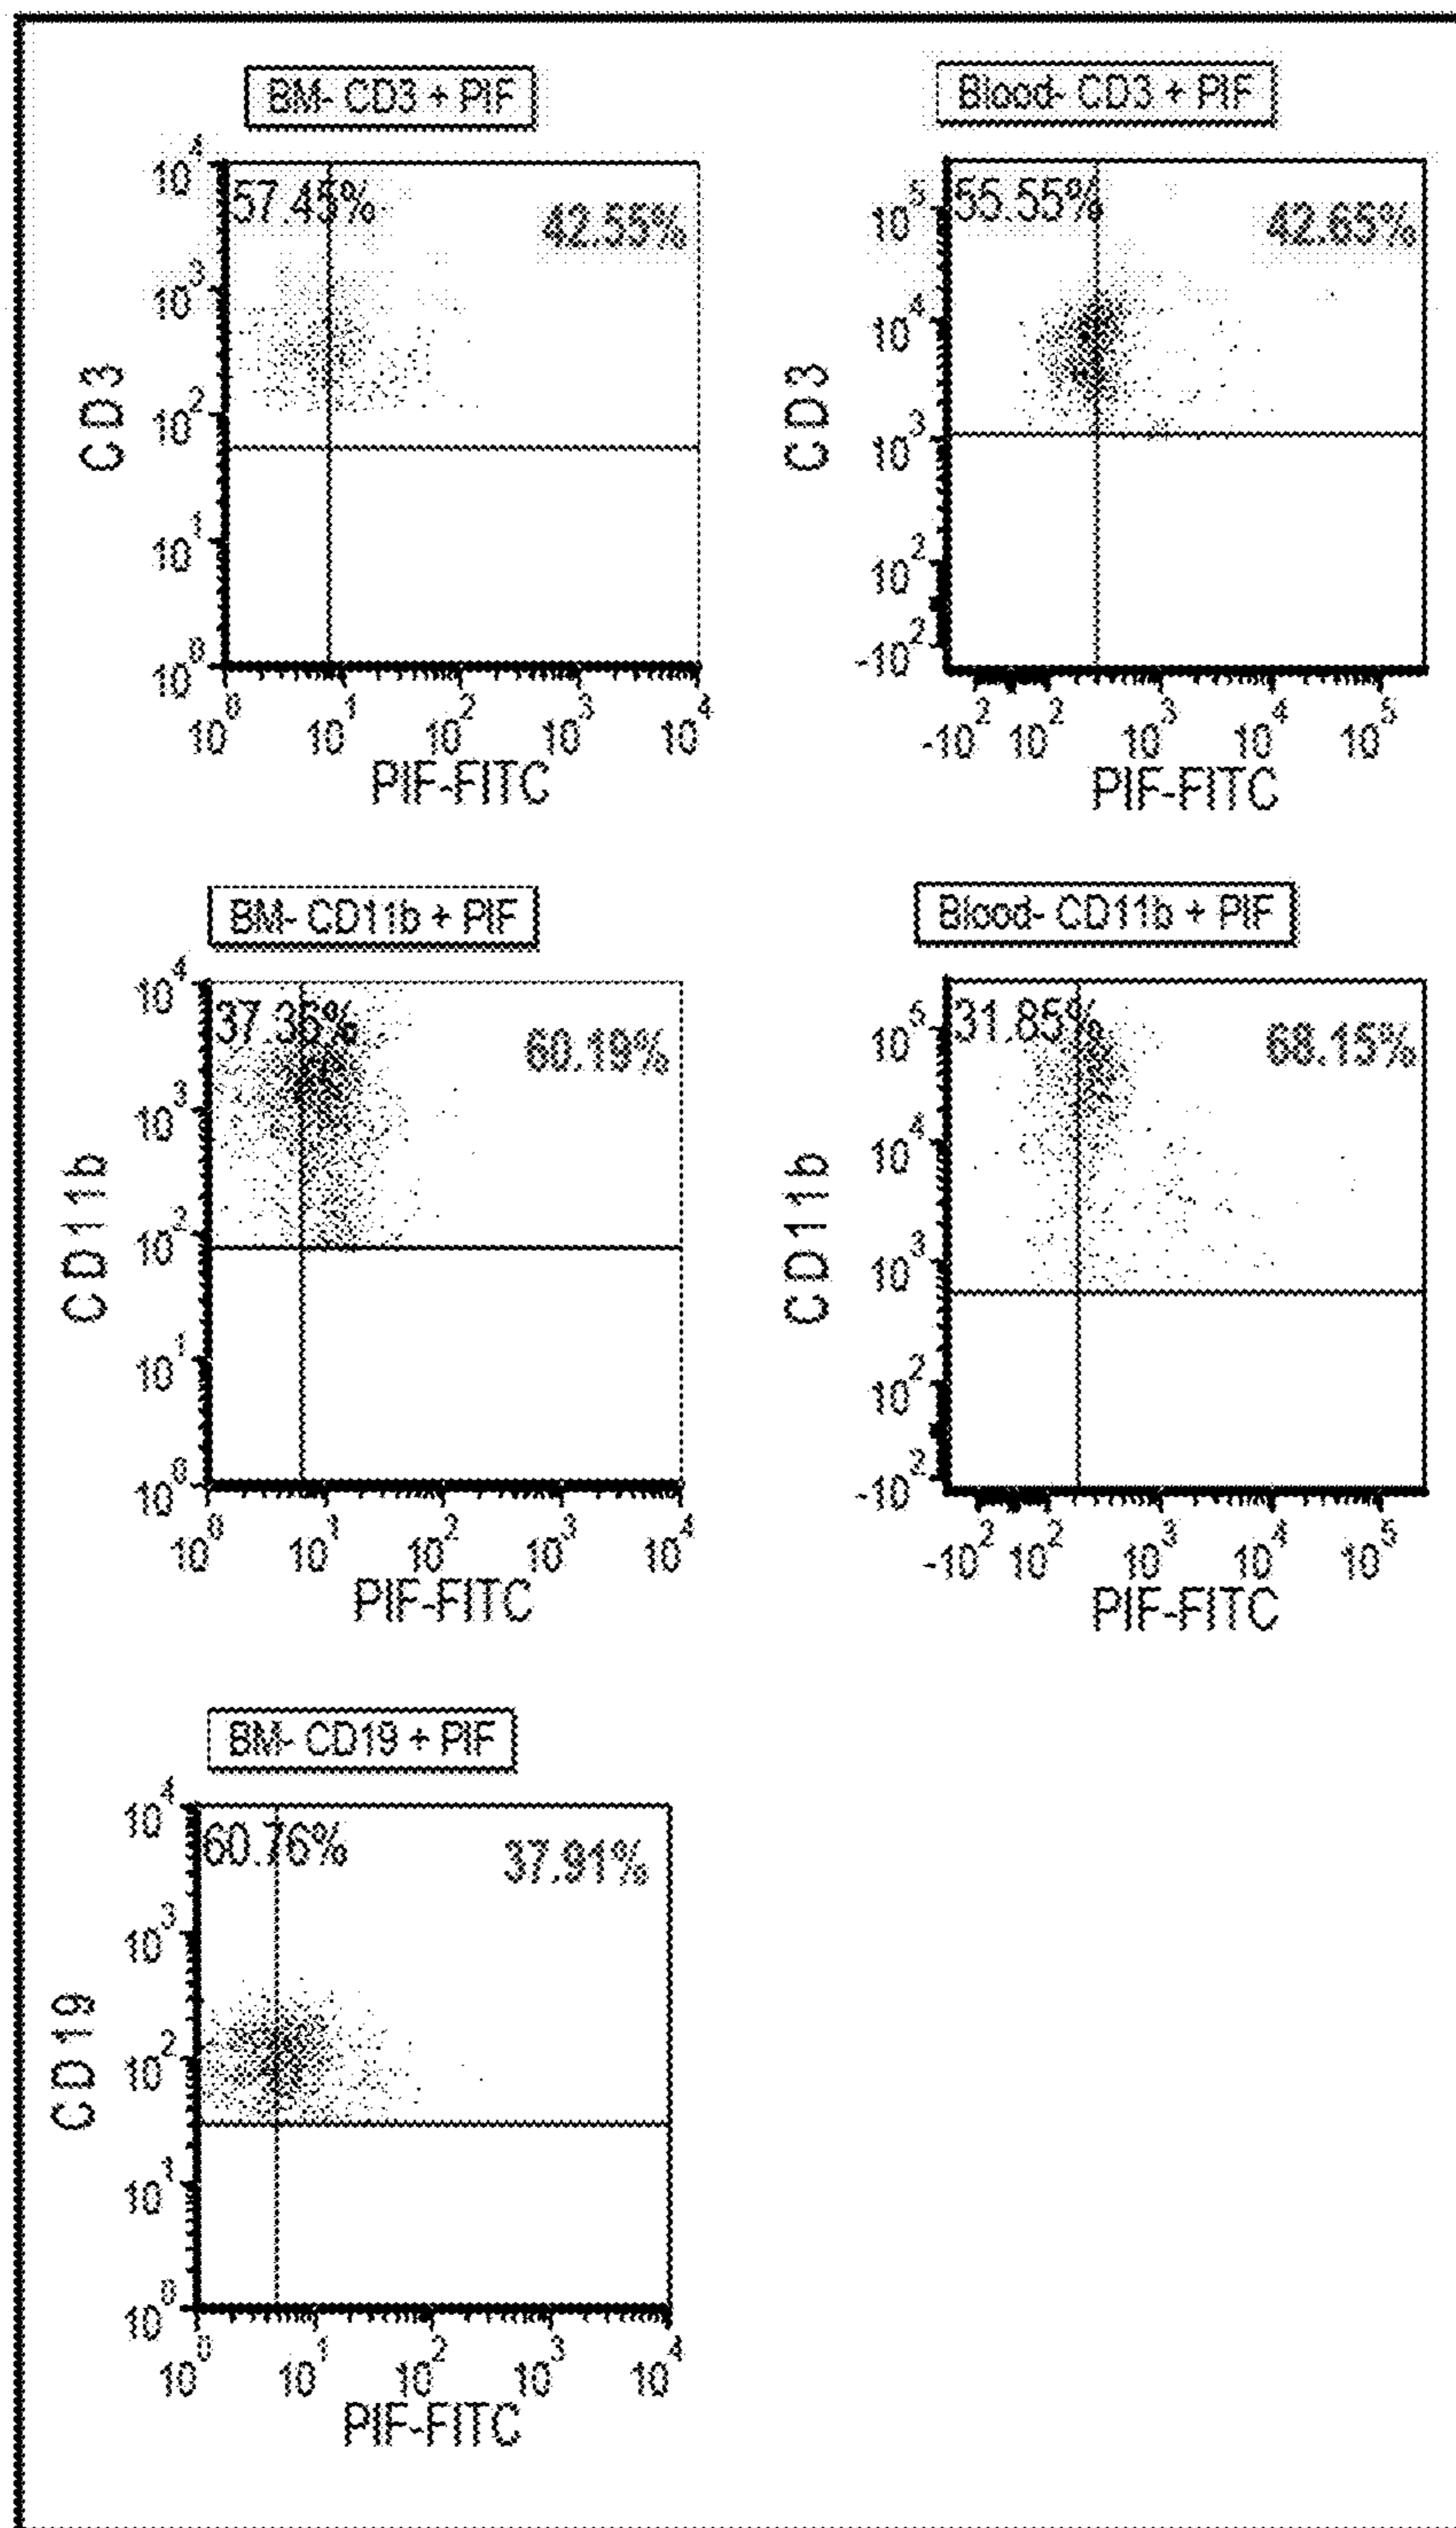 BM- CD3 + PIF
Blood- CD3 + PIF
57.45%
42.55%
55.55%
42.65%
10^4
10^3
10^2
10^1
10^0
10^5
10^4
10^3
10^2
-10^2
CD3
CD3
10^0 10^1 10^2 10^3 10^4
-10^2 10^2 10^3 10^4 10^5
PIF-FITC
PIF-FITC
BM- CD11b + PIF
Blood- CD11b + PIF
60.19%
31.85%
68.15%
10^4
10^3
10^2
10^1
10^0
10^5
10^4
10^3
10^2
-10^2
CD11b
CD11b
10^0 10^1 10^2 10^3 10^4
-10^2 10^2 10^3 10^4 10^5
PIF-FITC
PIF-FITC
BM- CD19 + PIF
60.76%
37.91%
10^4
10^3
10^2
10^1
10^0
CD19
10^0 10^1 10^2 10^3 10^4
PIF-FITC